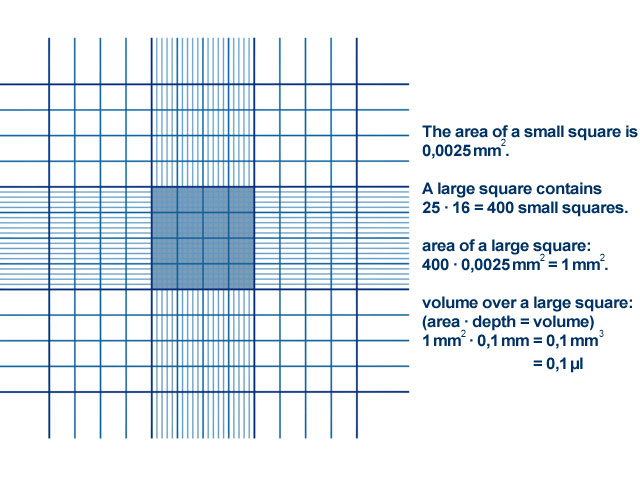 The area of a small square is
0,0025 mm².
A large square contains
25 · 16 = 400 small squares.
area of a large square:
400 · 0,0025 mm² = 1 mm².
volume over a large square:
(area · depth = volume)
1 mm² · 0,1 mm = 0,1 mm³
= 0,1 µl